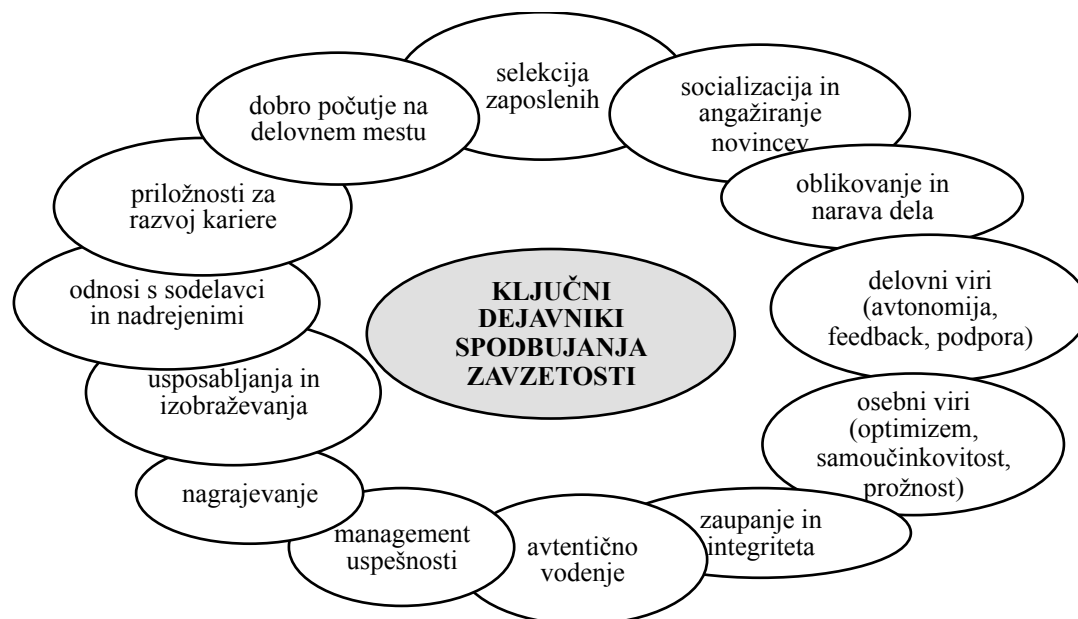 selekcija
zaposlenih
socializacija in
angažiranje
novincev
oblikovanje in
narava dela
delovni viri
(avtonomija,
feedback, podpora)
osebni viri
(optimizem,
samoučinkovitost,
prožnost)
zaupanje in
integriteta
avtentično
vodenje
management
uspešnosti
nagrajevanje
usposabljanja in
izobraževanja
odnosi s sodelavci
in nadrejenimi
priložnosti za
razvoj kariere
dobro počutje na
delovnem mestu
KLJUČNI
DEJAVNIKI
SPODBUJANJA
ZAVZETOSTI